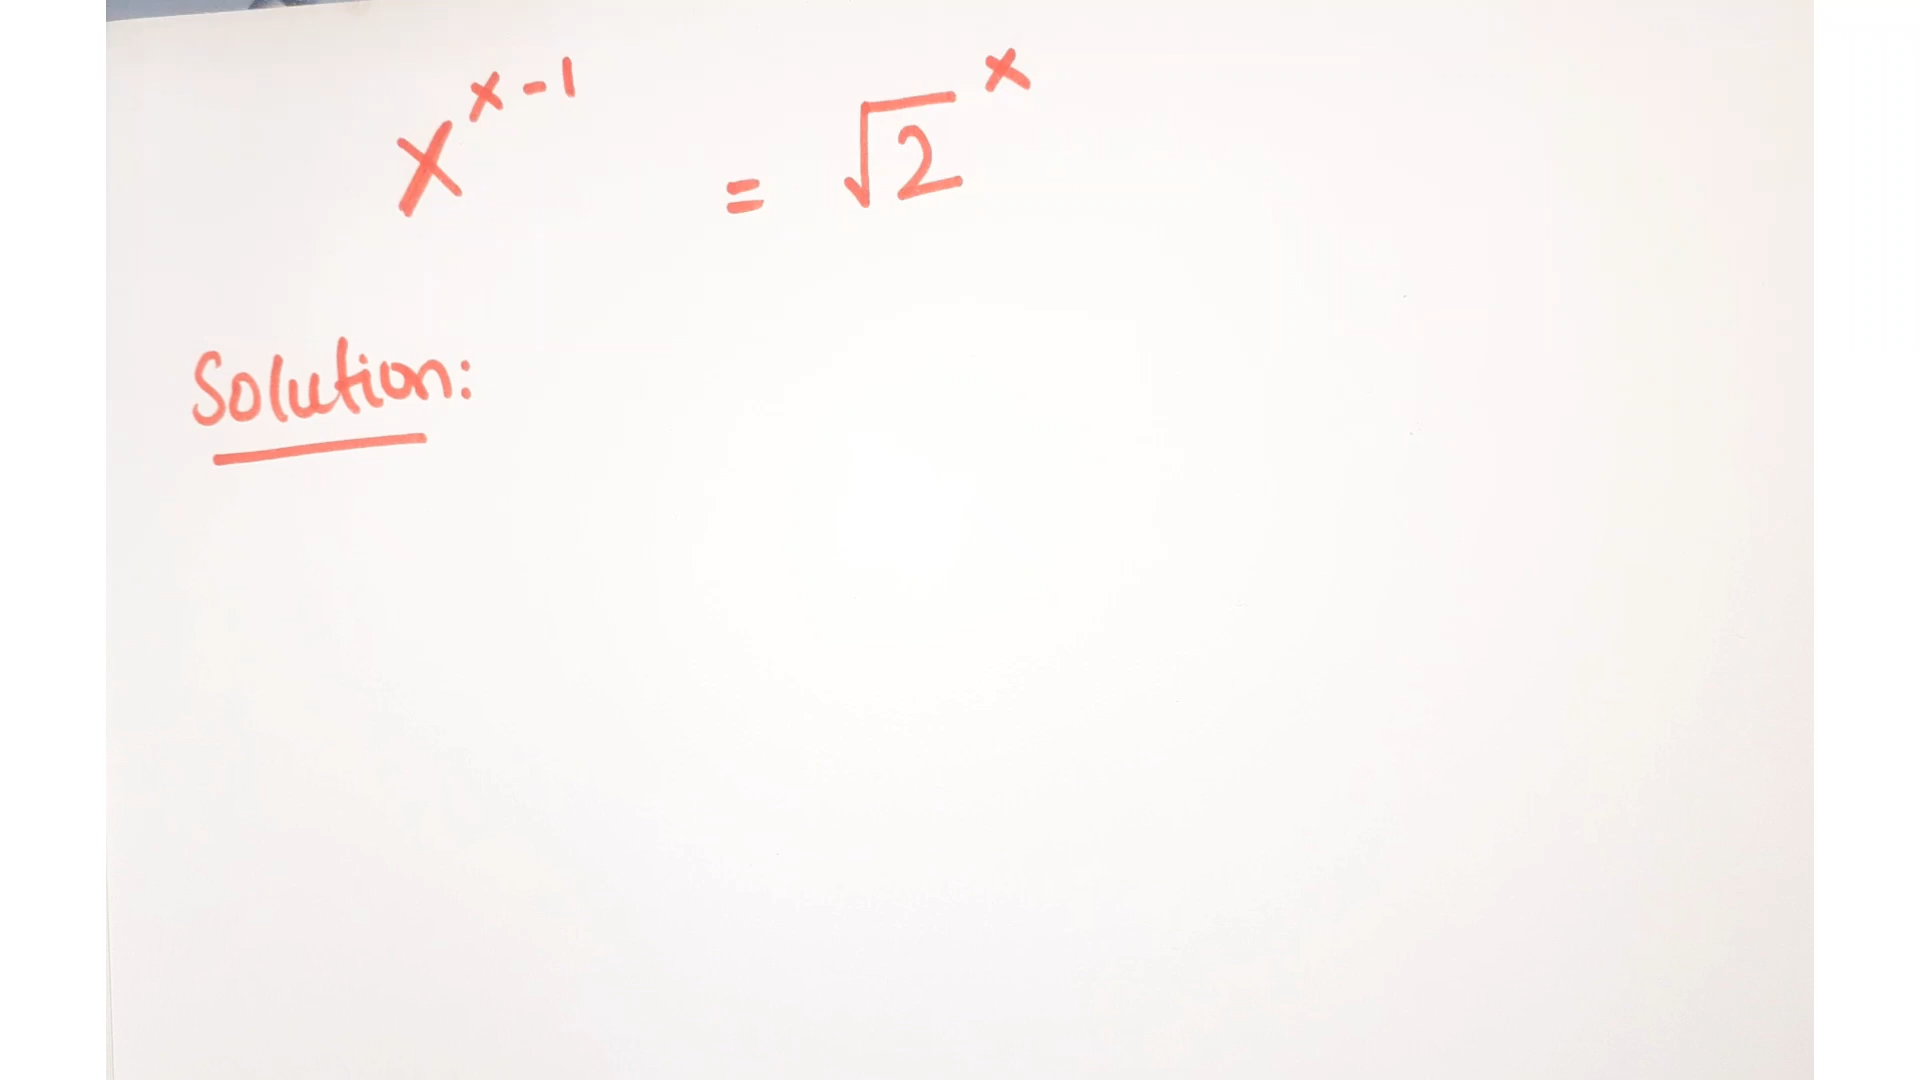 x^{x-1} = √2^x
Solution: